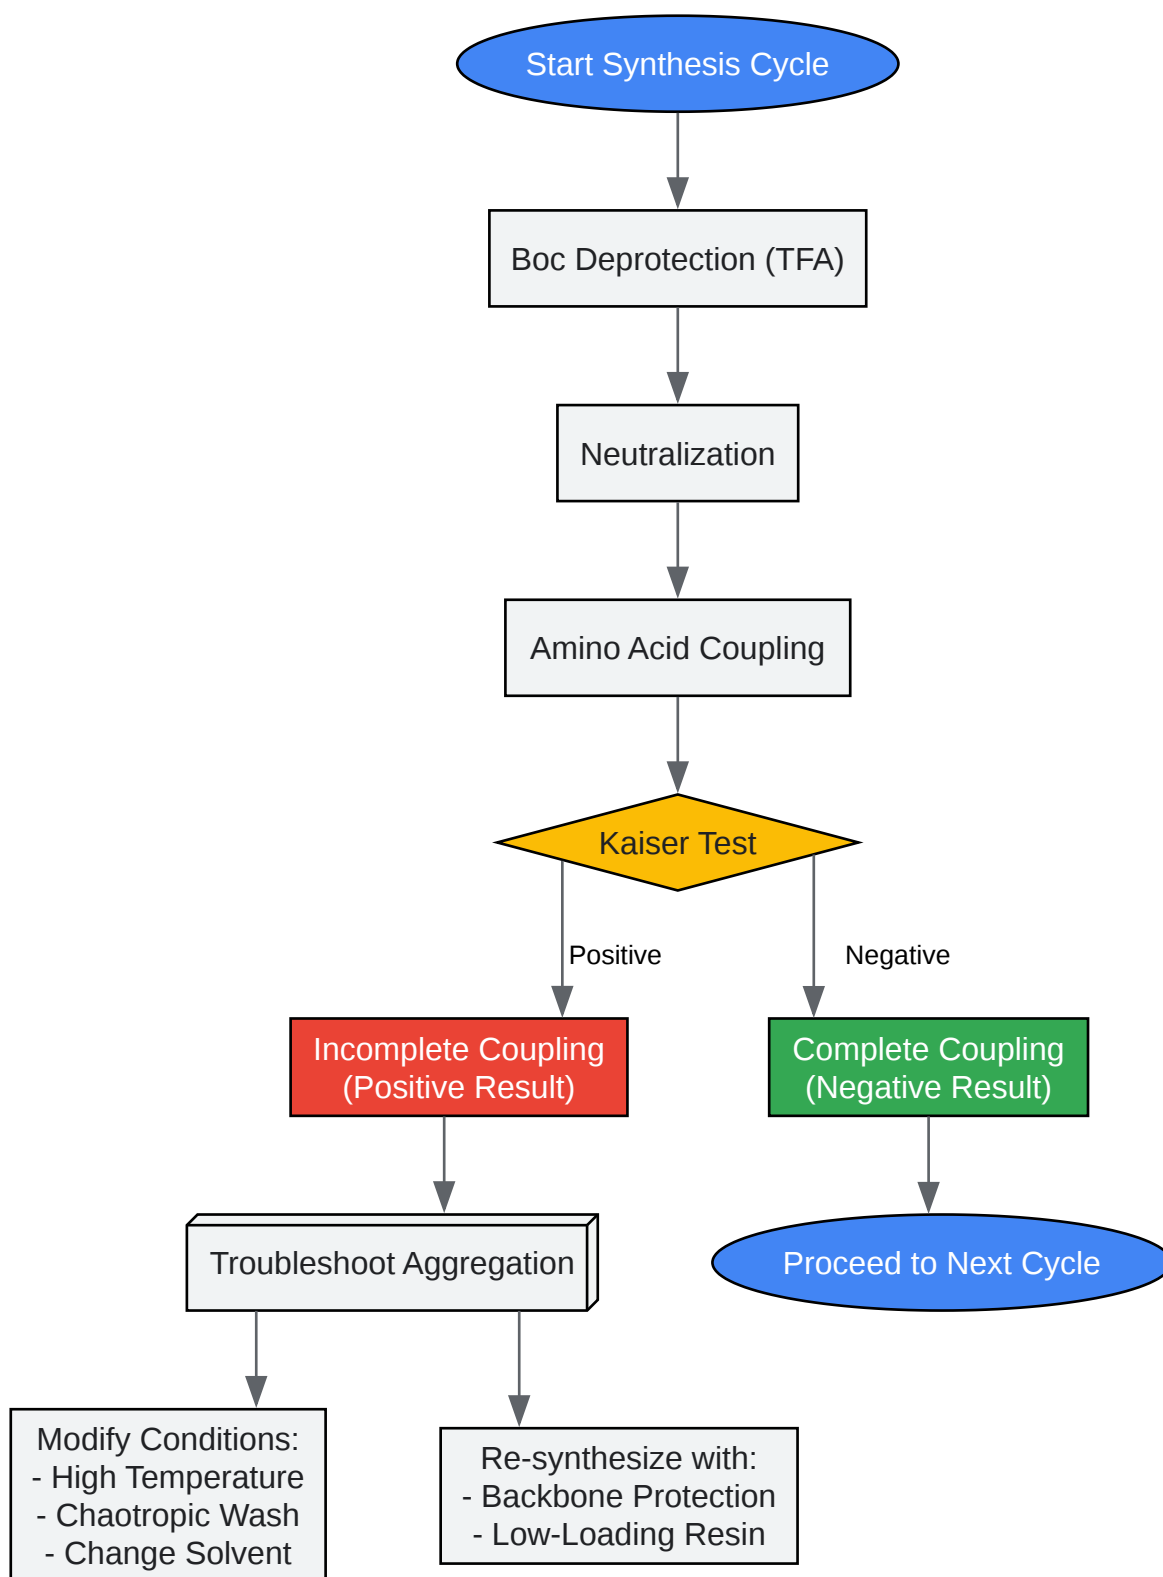 Start Synthesis Cycle
Boc Deprotection (TFA)
Neutralization
Amino Acid Coupling
Kaiser Test
Positive
Negative
Incomplete Coupling
(Positive Result)
Complete Coupling
(Negative Result)
Troubleshoot Aggregation
Proceed to Next Cycle
Modify Conditions:
- High Temperature
- Chaotropic Wash
- Change Solvent
Re-synthesize with:
- Backbone Protection
- Low-Loading Resin